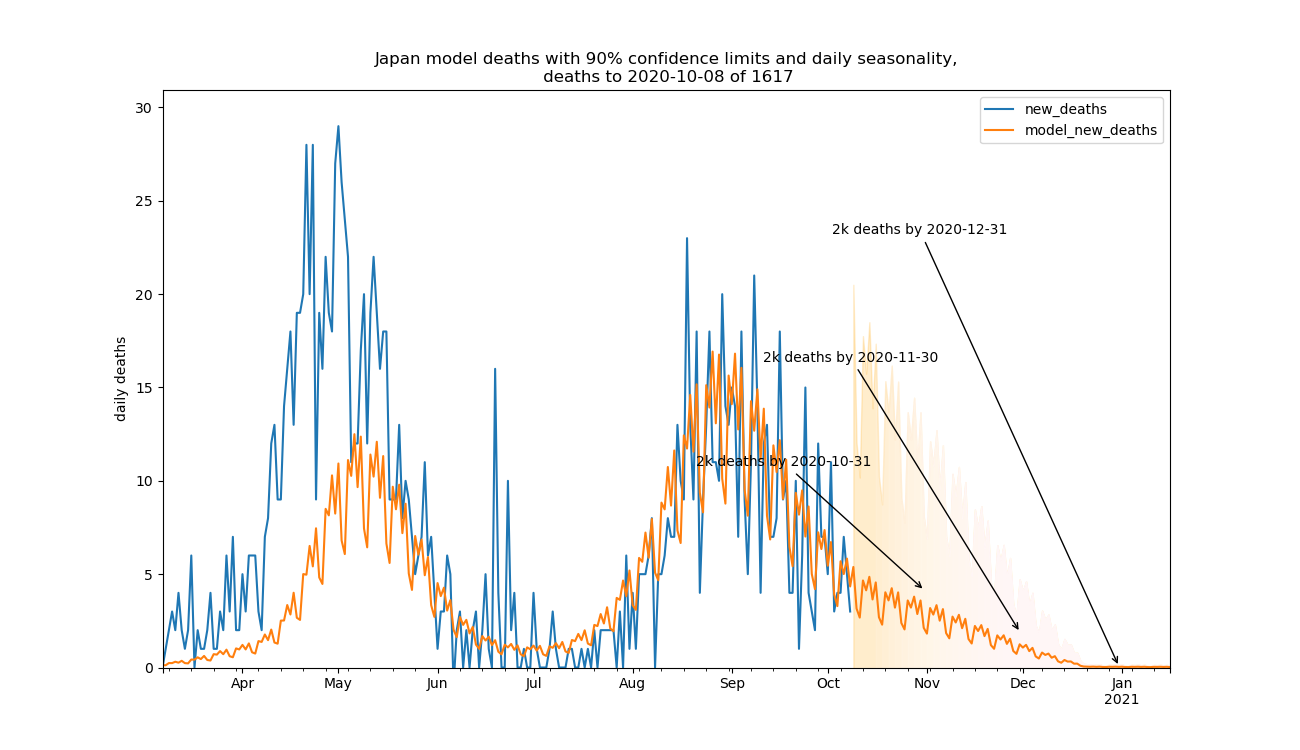 Japan model deaths with 90% confidence limits and daily seasonality,
deaths to 2020-10-08 of 1617
30
25
20
15
10
5
0
daily deaths
new_deaths
model_new_deaths
2k deaths by 2020-12-31
2k deaths by 2020-11-30
2k deaths by 2020-10-31
Apr
May
Jun
Jul
Aug
Sep
Oct
Nov
Dec
Jan
2021